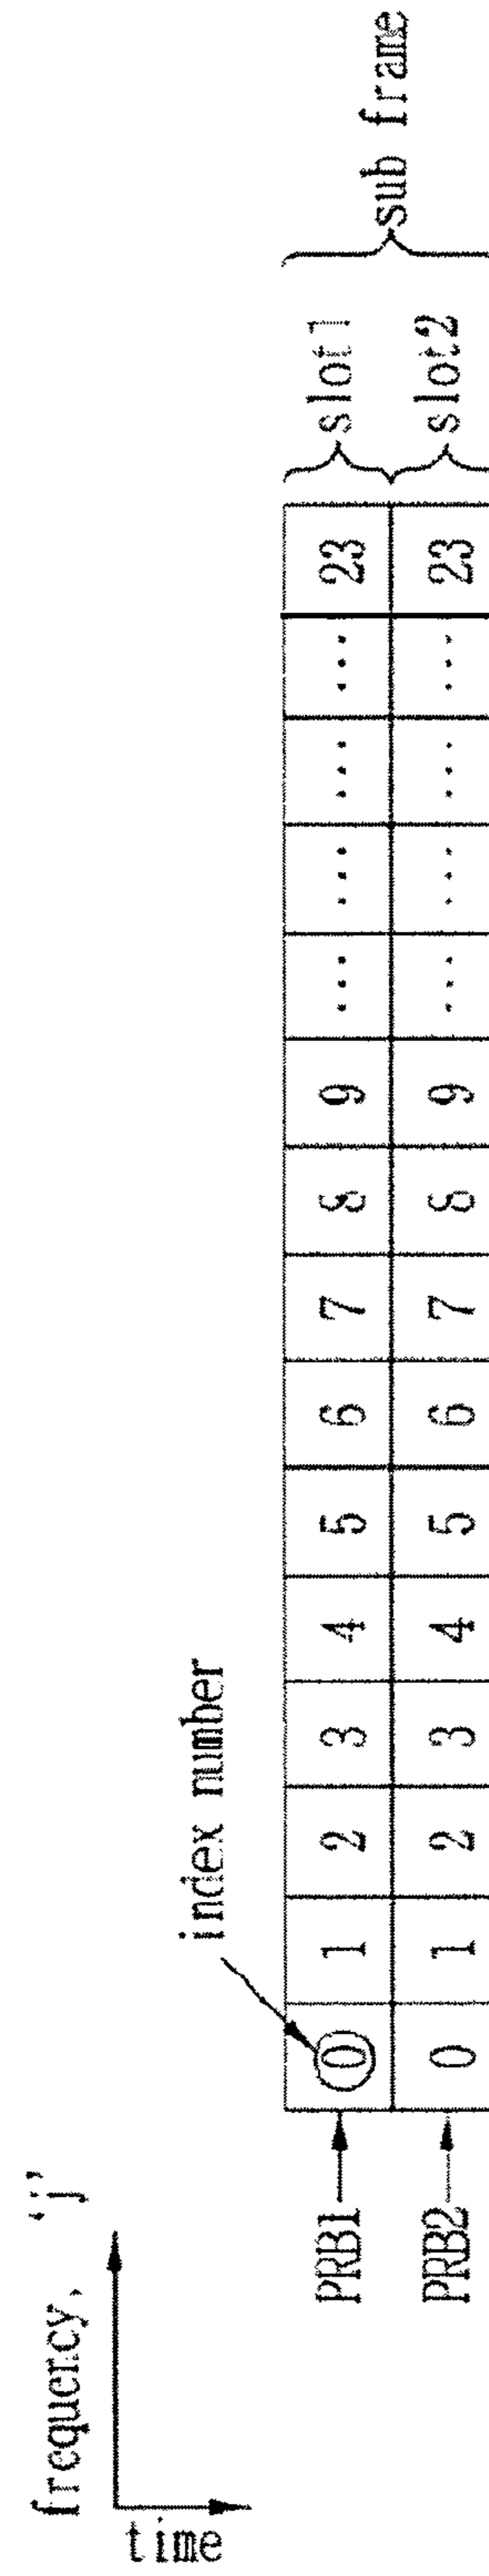 frequency, 'j'
time
index number
PRB1 0 1 2 3 4 5 6 7 8 9 ... ... ... ... 23 slot1
PRB2 0 1 2 3 4 5 6 7 8 9 ... ... ... ... 23 slot2
sub frame